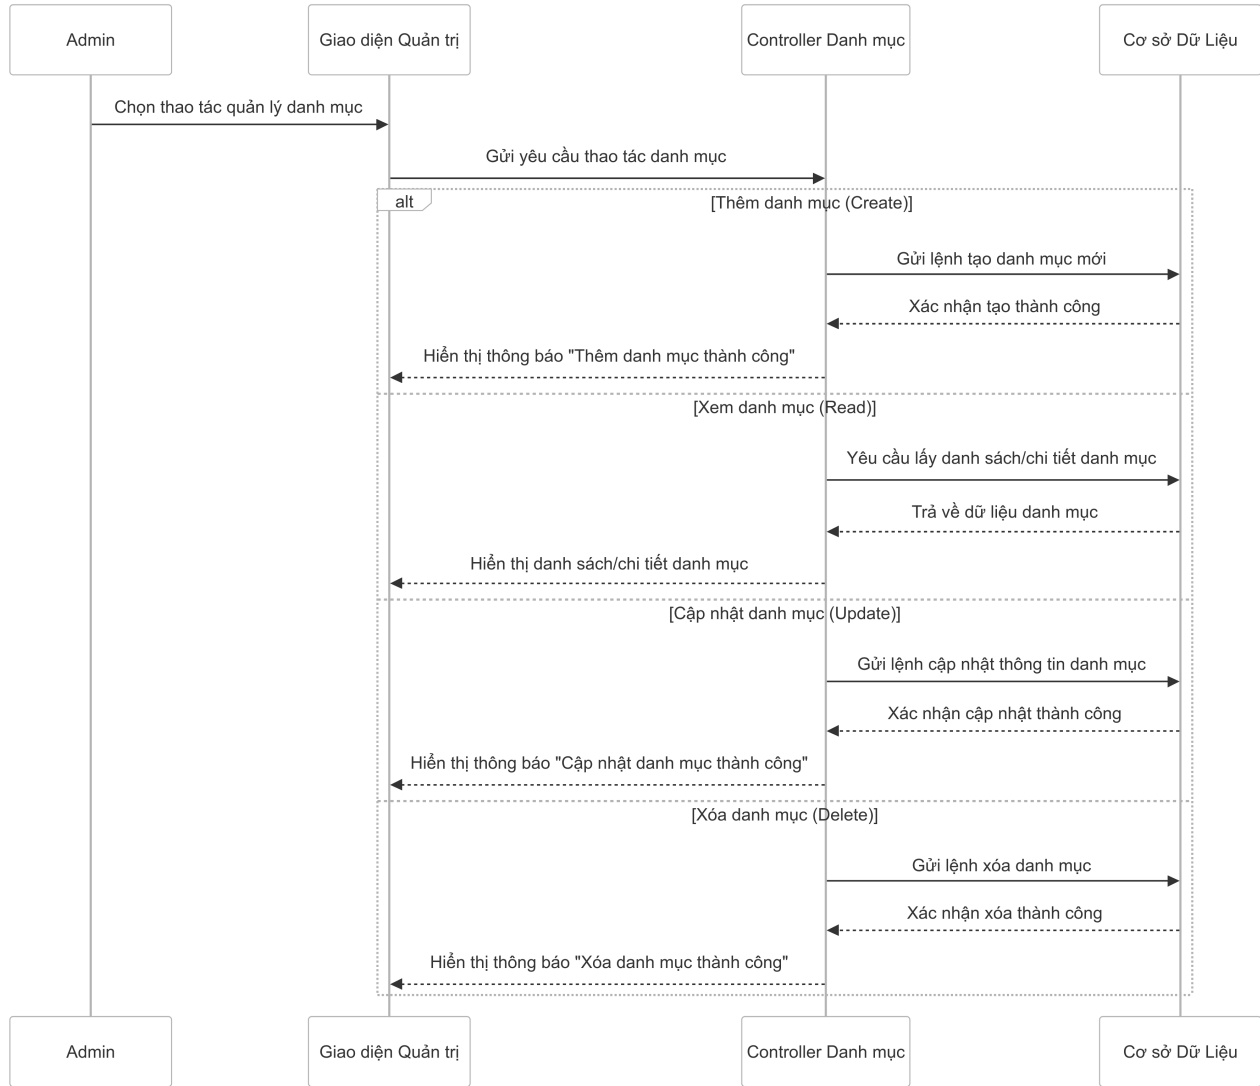 Admin
Giao diện Quản trị
Controller Danh mục
Cơ sở Dữ Liệu
Chọn thao tác quản lý danh mục
Gửi yêu cầu thao tác danh mục
alt
[Thêm danh mục (Create)]
Gửi lệnh tạo danh mục mới
Xác nhận tạo thành công
Hiển thị thông báo "Thêm danh mục thành công"
[Xem danh mục (Read)]
Yêu cầu lấy danh sách/chi tiết danh mục
Trả về dữ liệu danh mục
Hiển thị danh sách/chi tiết danh mục
[Cập nhật danh mục (Update)]
Gửi lệnh cập nhật thông tin danh mục
Xác nhận cập nhật thành công
Hiển thị thông báo "Cập nhật danh mục thành công"
[Xóa danh mục (Delete)]
Gửi lệnh xóa danh mục
Xác nhận xóa thành công
Hiển thị thông báo "Xóa danh mục thành công"
Admin
Giao diện Quản trị
Controller Danh mục
Cơ sở Dữ Liệu